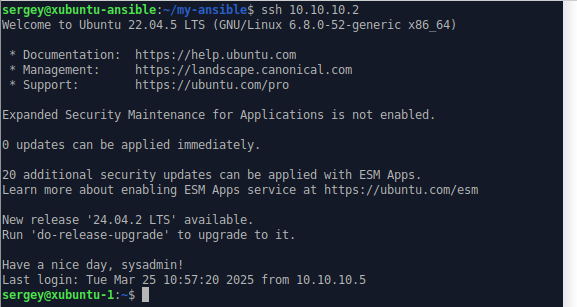 sergey@xubuntu-ansible:~/my-ansible$ ssh 10.10.10.2
Welcome to Ubuntu 22.04.5 LTS (GNU/Linux 6.8.0-52-generic x86_64)

 * Documentation:  https://help.ubuntu.com
 * Management:     https://landscape.canonical.com
 * Support:        https://ubuntu.com/pro

Expanded Security Maintenance for Applications is not enabled.

0 updates can be applied immediately.

20 additional security updates can be applied with ESM Apps.
Learn more about enabling ESM Apps service at https://ubuntu.com/esm

New release '24.04.2 LTS' available.
Run 'do-release-upgrade' to upgrade to it.

Have a nice day, sysadmin!
Last login: Tue Mar 25 10:57:20 2025 from 10.10.10.5
sergey@xubuntu-1:~$